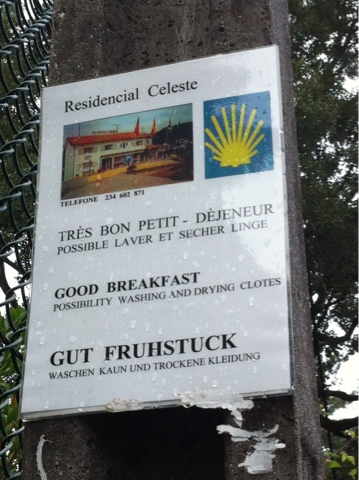 Residencial Celeste
TELEFONE 234 602 871
TRÈS BON PETIT - DÈJENEUR
POSSIBLE LAVER ET SECHER LINGE
GOOD BREAKFAST
POSSIBILITY WASHING AND DRYING CLOTES
GUT FRUHSTUCK
WASCHEN KAUN UND TROCKENE KLEIDUNG